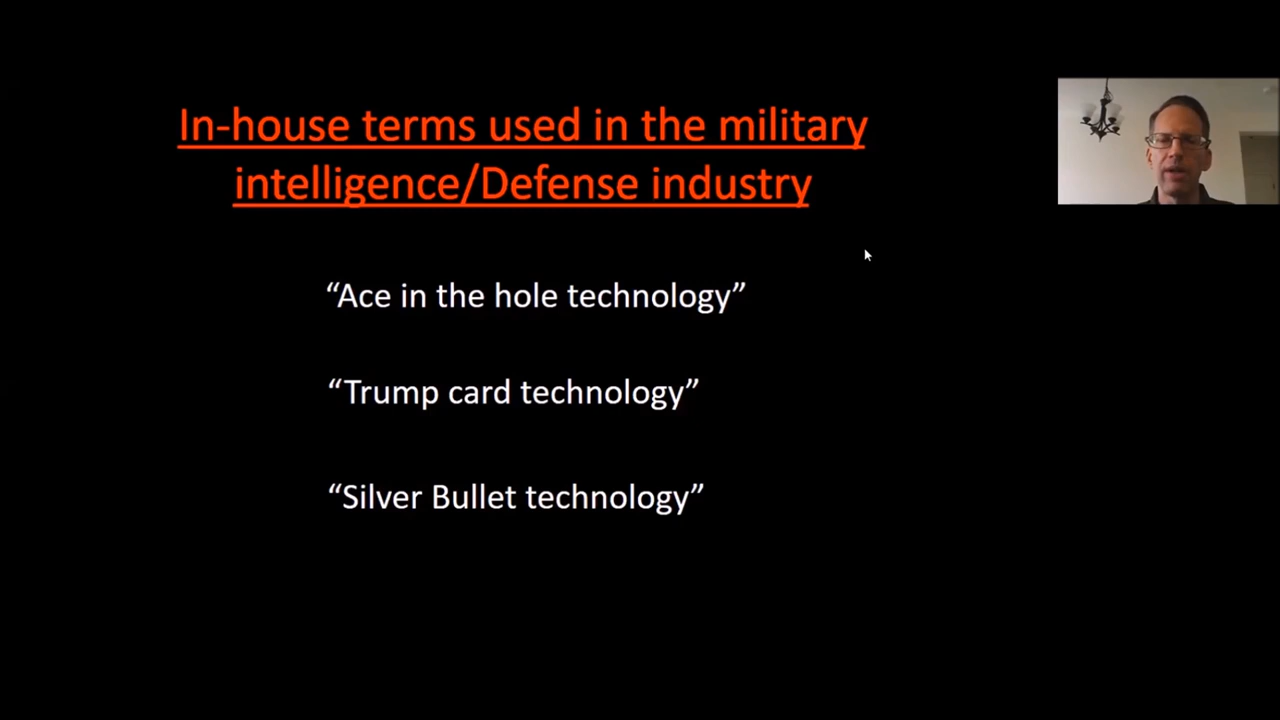 In-house terms used in the military
intelligence/Defense industry
“Ace in the hole technology”
“Trump card technology”
“Silver Bullet technology”